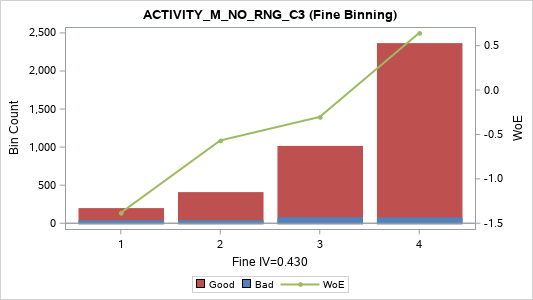 ACTIVITY_M_NO_RNG_C3 (Fine Binning)
2,500
2,000
1,500
1,000
500
0
Bin Count
0.5
0.0
-0.5
-1.0
-1.5
WoE
1 2 3 4
Fine IV=0.430
Good Bad WoE